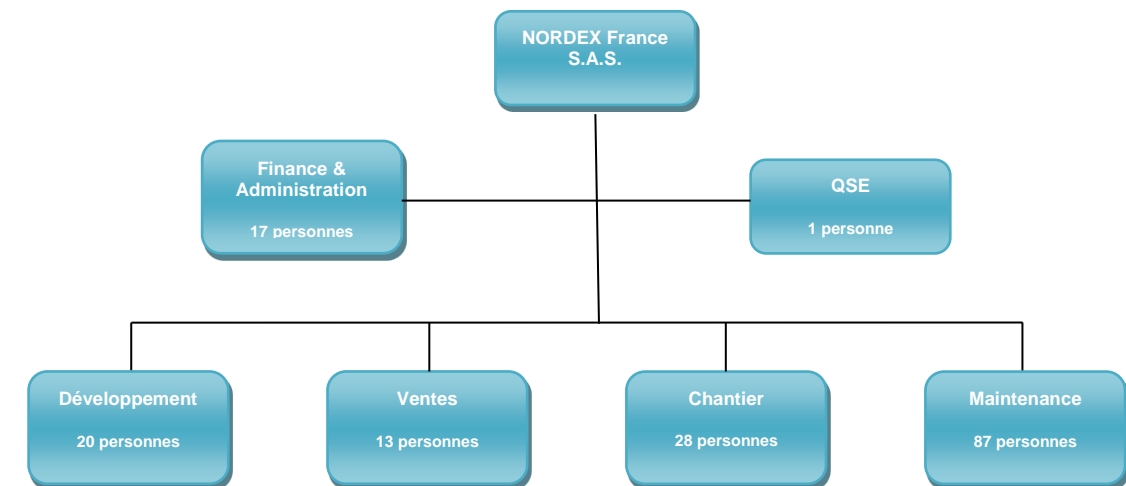 NORDEX France
S.A.S.
Finance &
Administration
17 personnes
QSE
1 personne
Développement
20 personnes
Ventes
13 personnes
Chantier
28 personnes
Maintenance
87 personnes